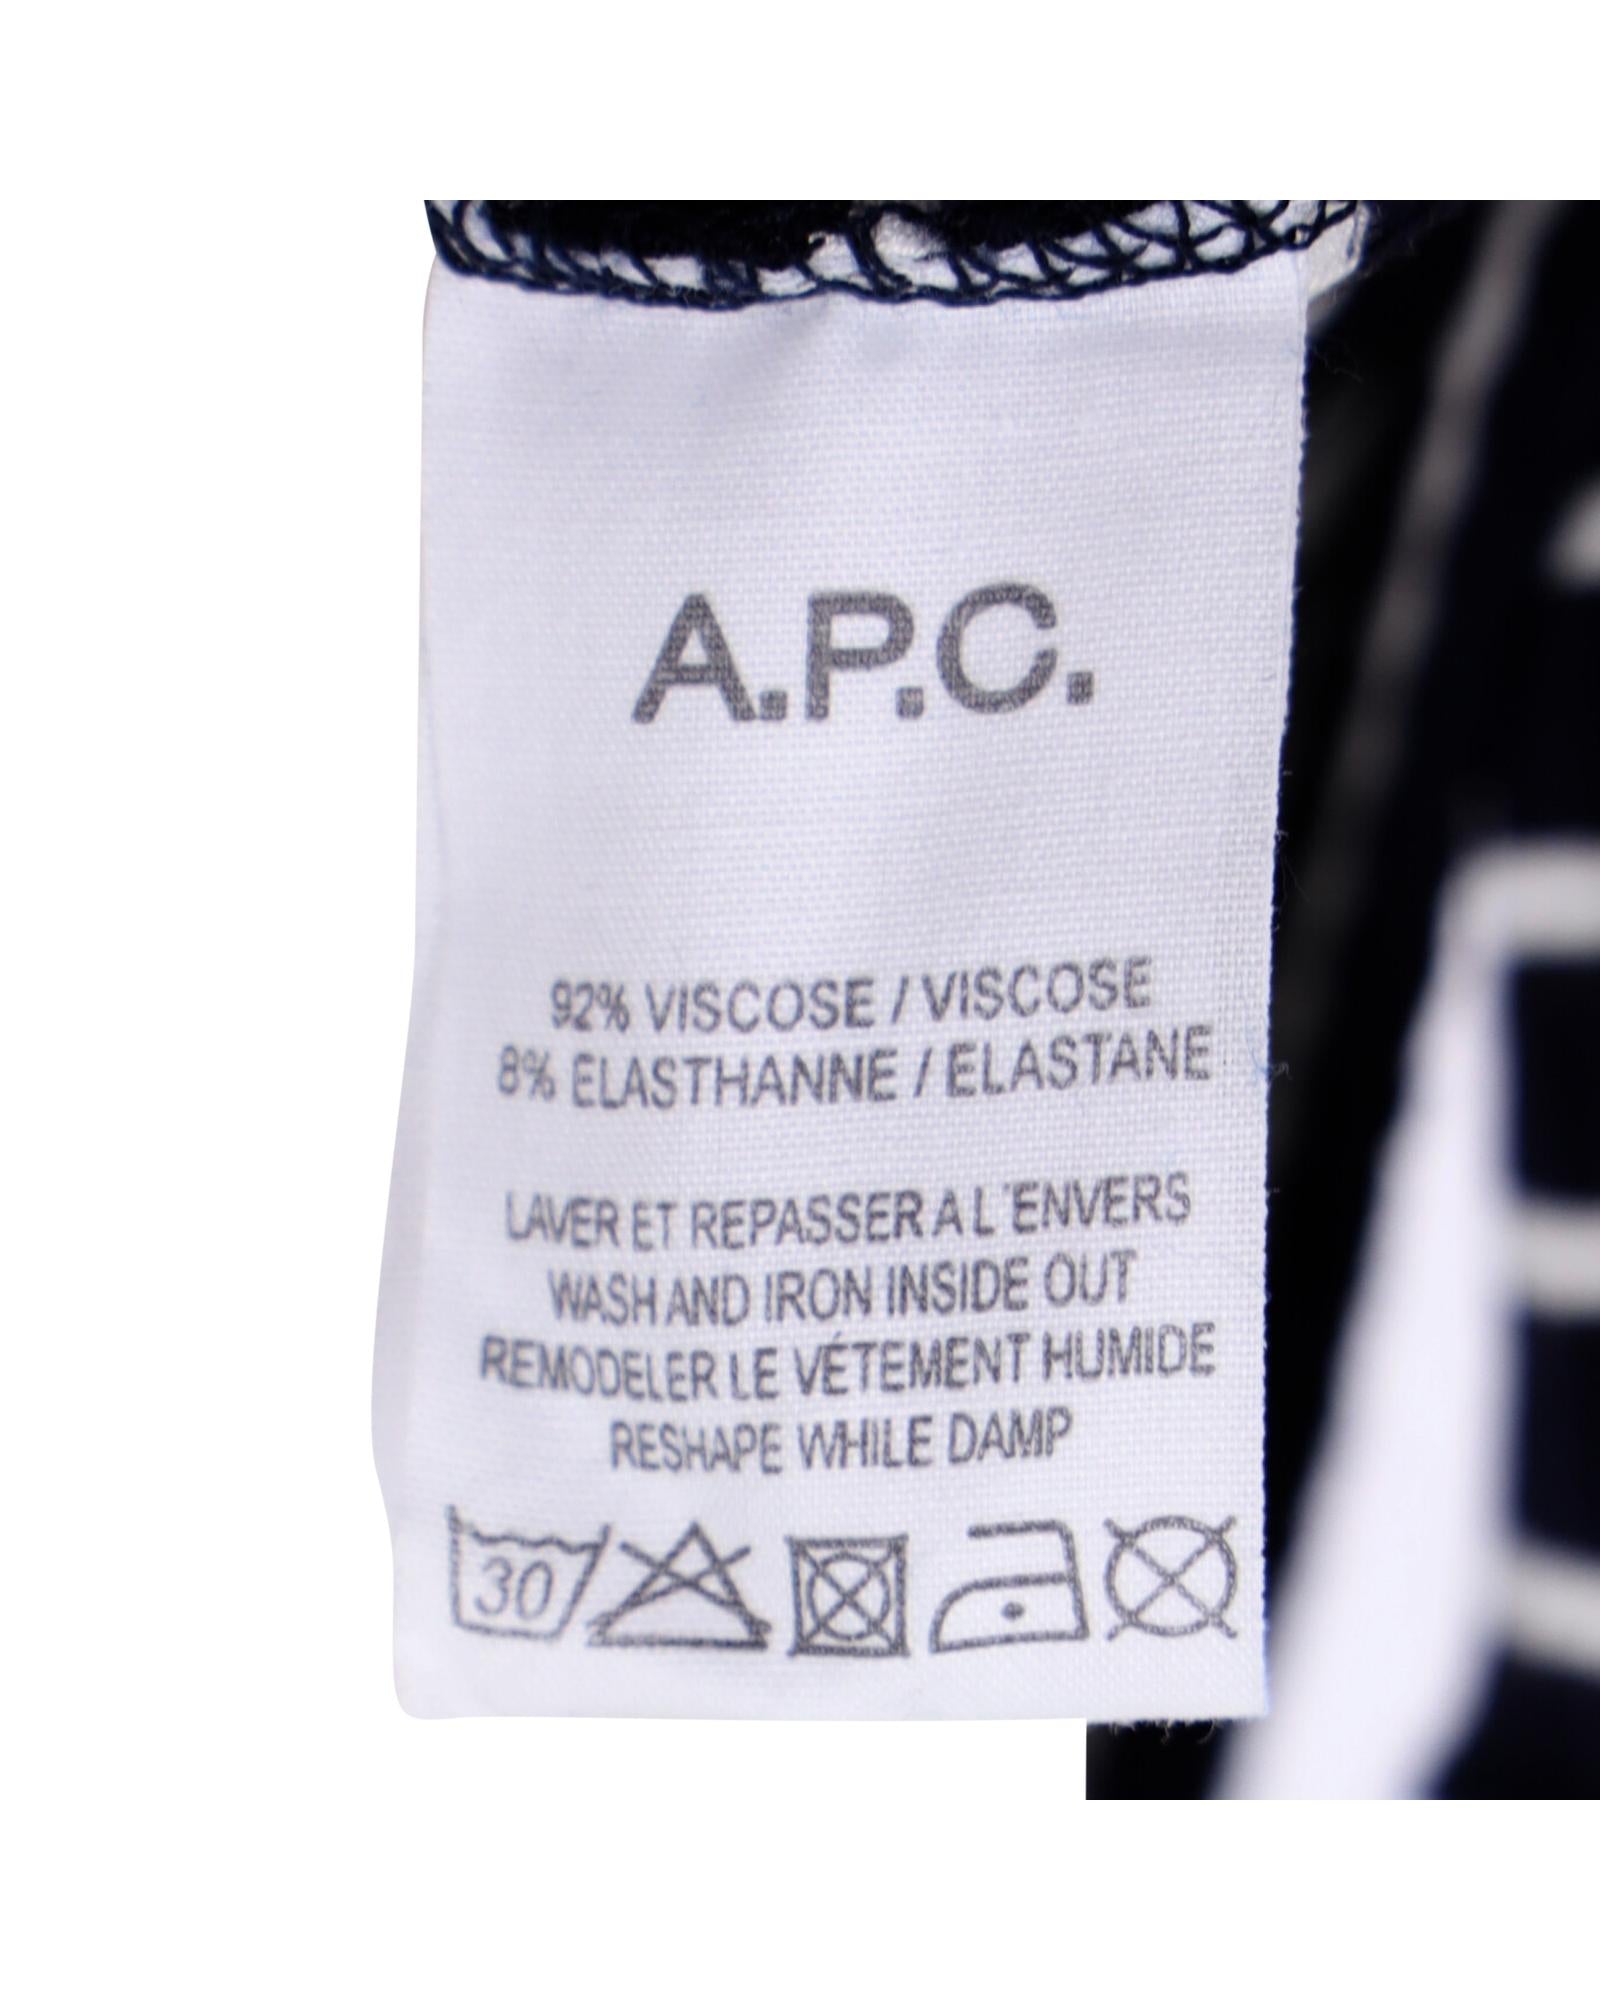 A.P.C.
92% VISCOSE / VISCOSE
8% ELASTHANNE / ELASTANE
LAVER ET REPASSER A L'ENVERS
WASH AND IRON INSIDE OUT
REMODELER LE VÉTEMENT HUMIDE
RESHAPE WHILE DAMP
30